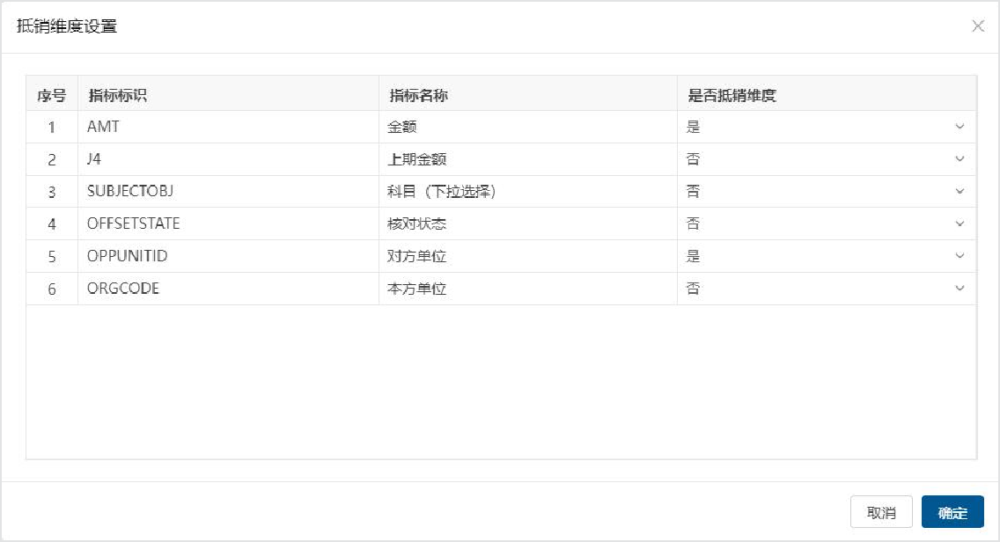 抵销维度设置
序号 指标标识 指标名称 是否抵销维度
1 AMT 金额 是
2 J4 上期金额 否
3 SUBJECTOBJ 科目（下拉选择） 否
4 OFFSETSTATE 核对状态 否
5 OPPUNITID 对方单位 是
6 ORGCODE 本方单位 否
取消 确定